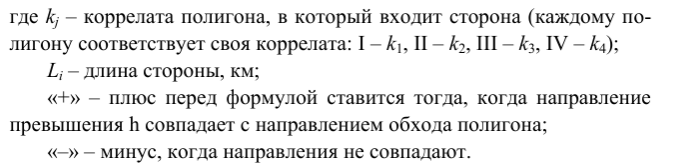 где kj – коррелата полигона, в который входит сторона (каждому по-
лигону соответствует своя коррелата: I – k1, II – k2, III – k3, IV – k4);
Li – длина стороны, км;
«+» – плюс перед формулой ставится тогда, когда направление
превышения h совпадает с направлением обхода полигона;
«–» – минус, когда направления не совпадают.